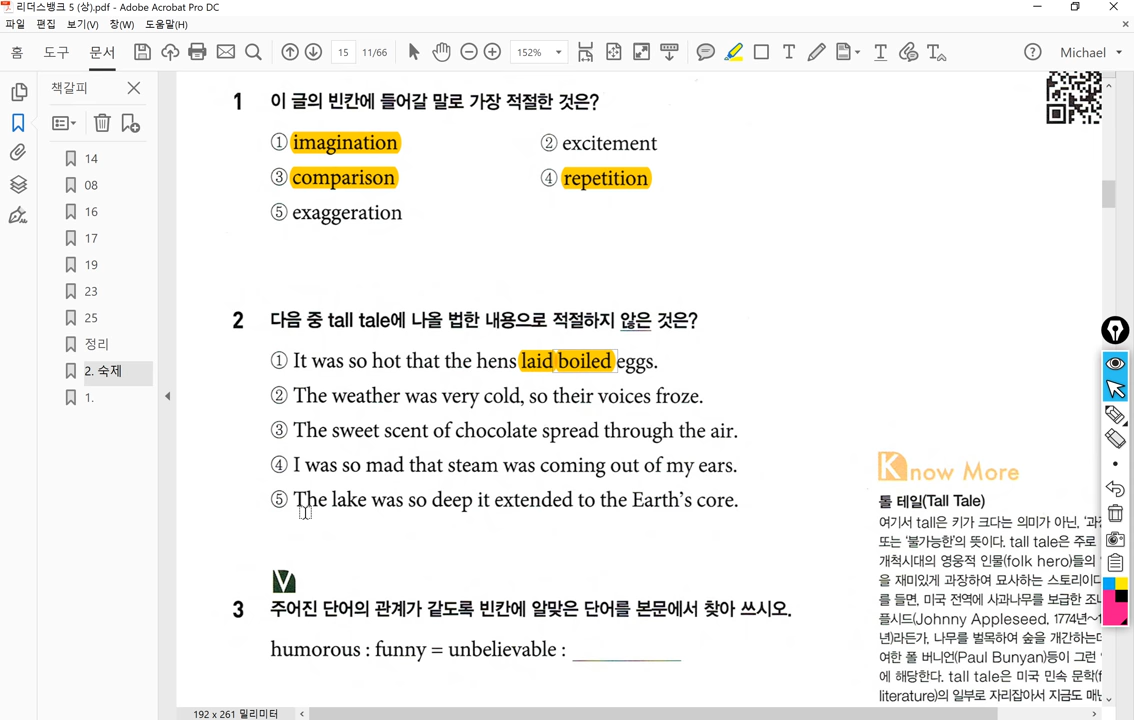 리더스뱅크 5 (상).pdf - Adobe Acrobat Pro DC
파일 편집 보기(V) 창(W) 도움말(H)
홈 도구 문서 15 11/66 152% Michael
책갈피
14
08
16
17
19
23
25
정리
2. 숙제
1.
1 이 글의 빈칸에 들어갈 말로 가장 적절한 것은?
① imagination ② excitement
③ comparison ④ repetition
⑤ exaggeration
2 다음 중 tall tale에 나올 법한 내용으로 적절하지 않은 것은?
① It was so hot that the hens laid boiled eggs.
② The weather was very cold, so their voices froze.
③ The sweet scent of chocolate spread through the air.
④ I was so mad that steam was coming out of my ears.
⑤ The lake was so deep it extended to the Earth's core.
V
3 주어진 단어의 관계가 같도록 빈칸에 알맞은 단어를 본문에서 찾아 쓰시오.
humorous : funny = unbelievable :
Know More
톨 테일(Tall Tale)
여기서 tall은 키가 크다는 의미가 아닌, '과장
또는 '불가능한'의 뜻이다. tall tale은 주로
개척시대의 영웅적 인물(folk hero)들의
을 재미있게 과장하여 묘사하는 스토리이다
를 들면, 미국 전역에 사과나무를 보급한 조니
플시드(Johnny Appleseed, 1774년~1
년)라든가, 나무를 벌목하여 숲을 개간하는데
여한 폴 버니언(Paul Bunyan)등이 그런
에 해당한다. tall tale은 미국 민속 문학(f
literature)의 일부로 자리잡아서 지금도 매년
192 x 261 밀리미터